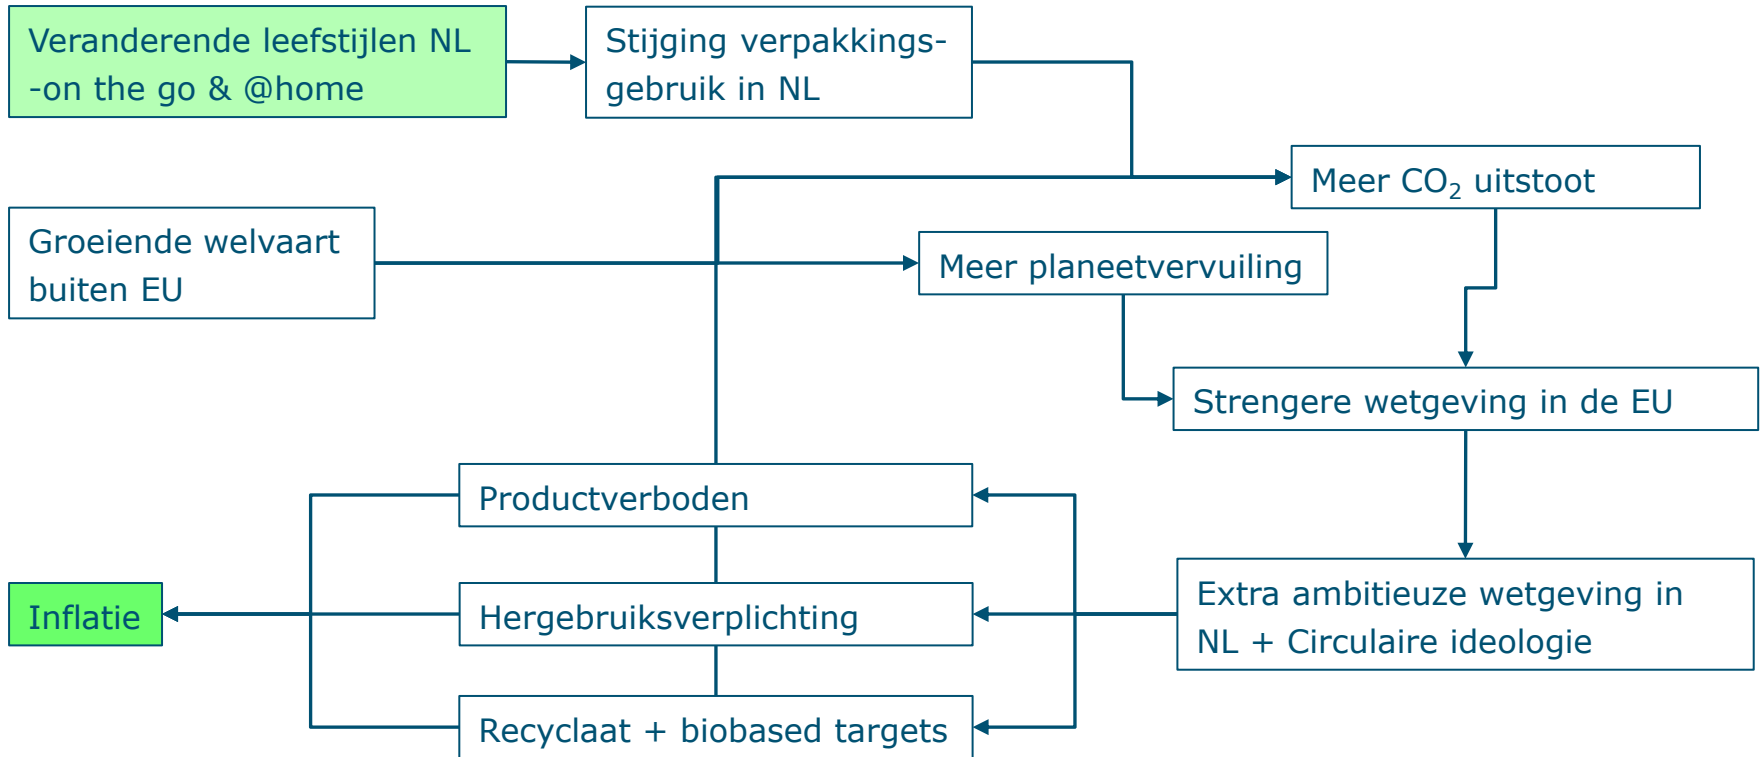 Veranderende leefstijlen NL
-on the go & @home
Stijging verpakkings-
gebruik in NL
Meer CO₂ uitstoot
Groeiende welvaart
buiten EU
Meer planeetvervuiling
Strengere wetgeving in de EU
Productverboden
Extra ambitieuze wetgeving in
NL + Circulaire ideologie
Inflatie
Hergebruiksverplichting
Recyclaat + biobased targets